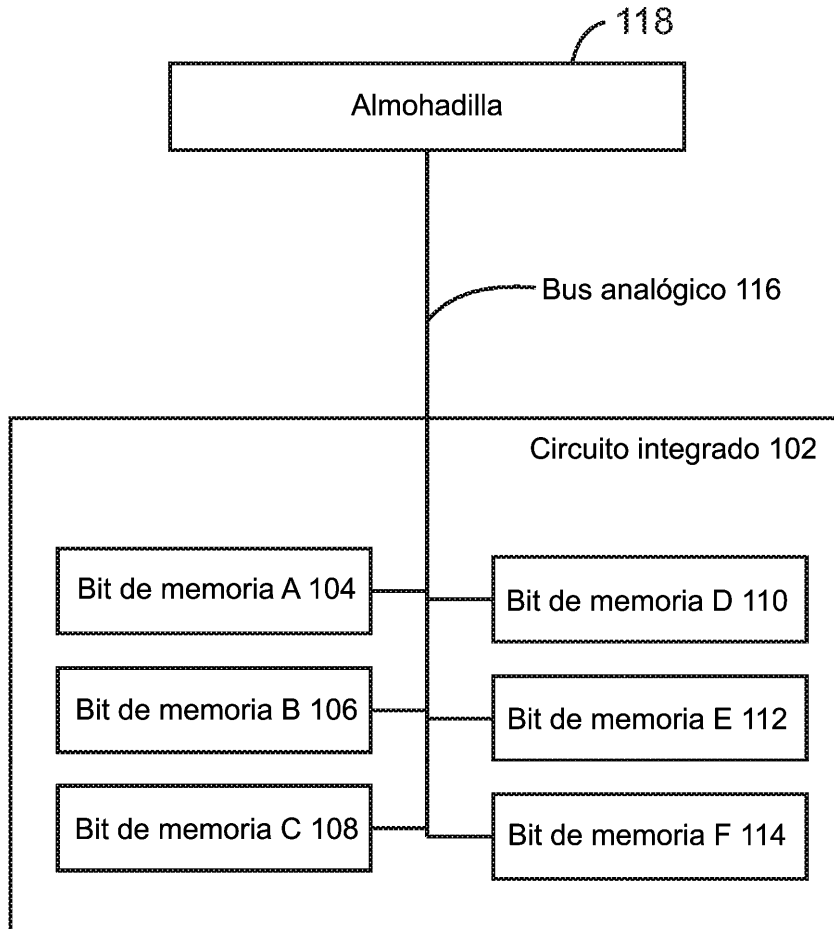 118
Almohadilla
Bus analógico 116
Circuito integrado 102
Bit de memoria A 104
Bit de memoria D 110
Bit de memoria B 106
Bit de memoria E 112
Bit de memoria C 108
Bit de memoria F 114